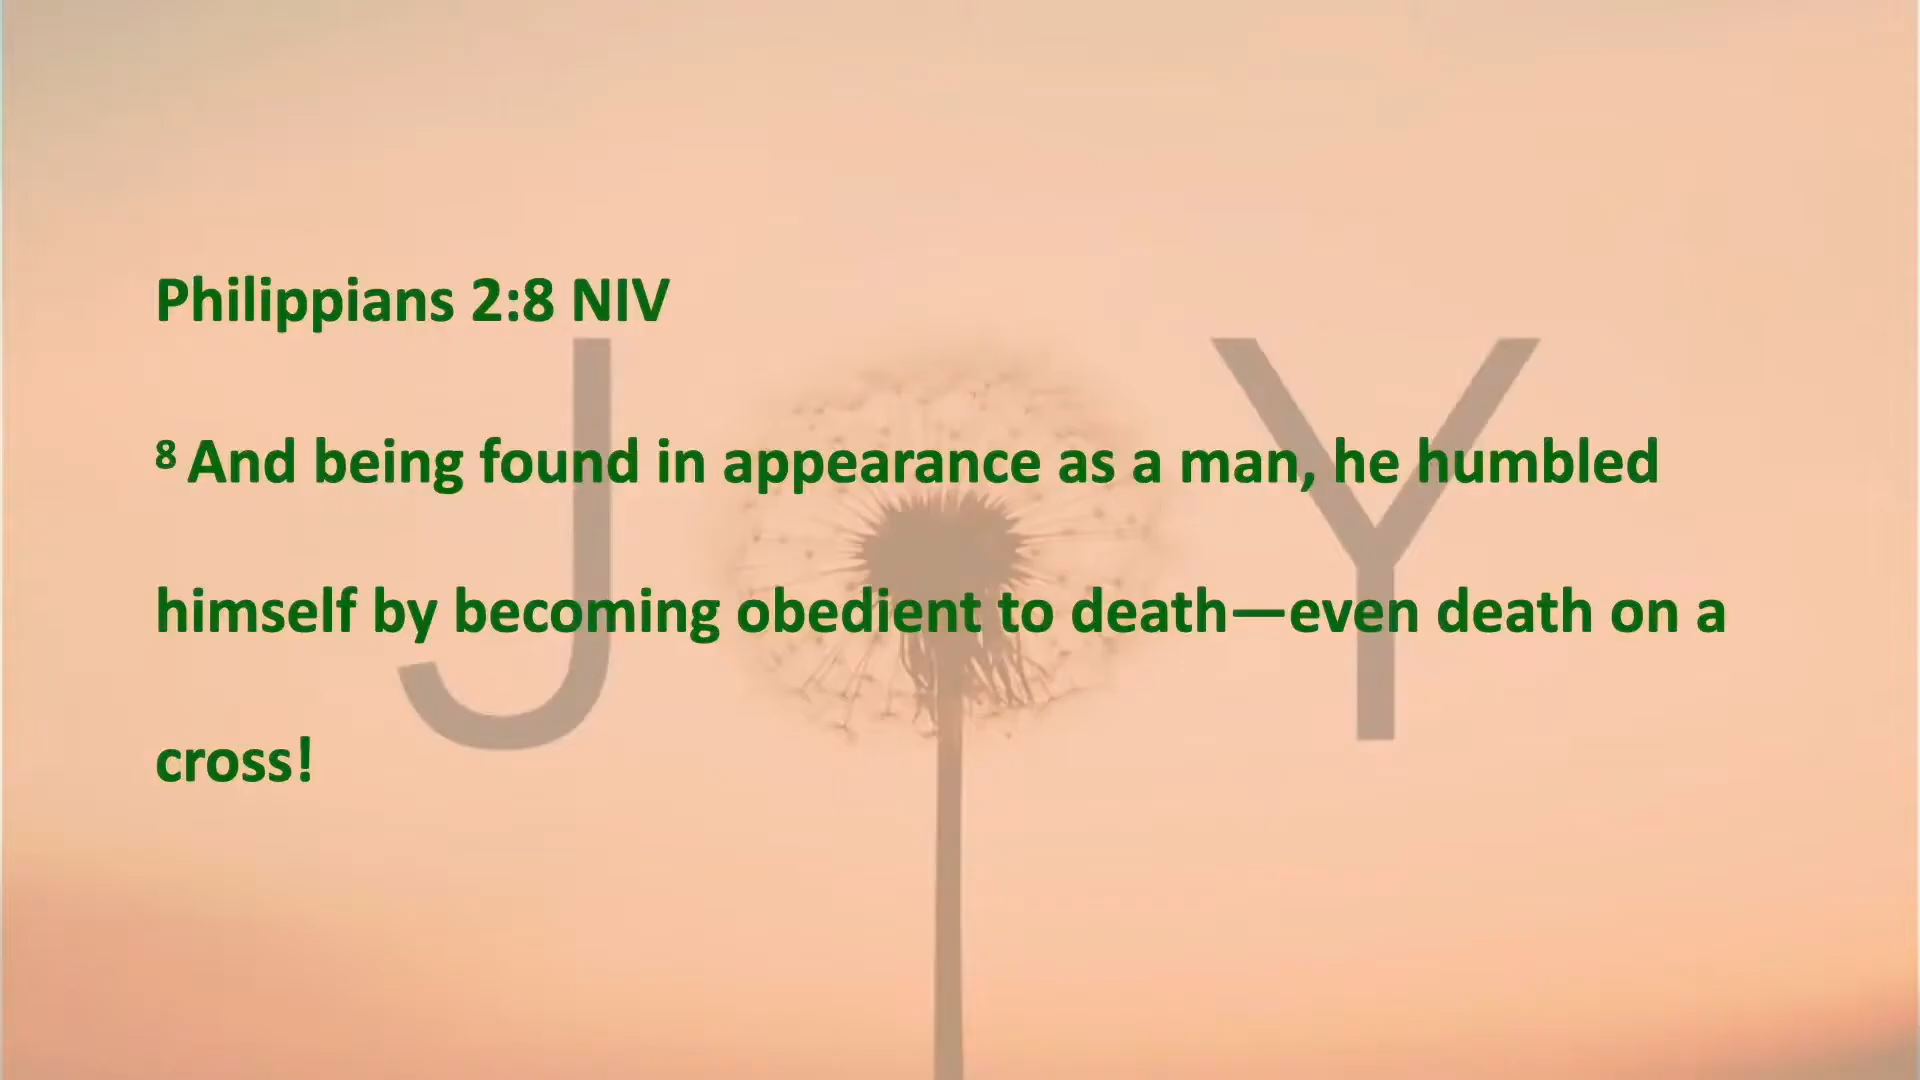 Philippians 2:8 NIV
J Y
⁸ And being found in appearance as a man, he humbled
himself by becoming obedient to death—even death on a
cross!